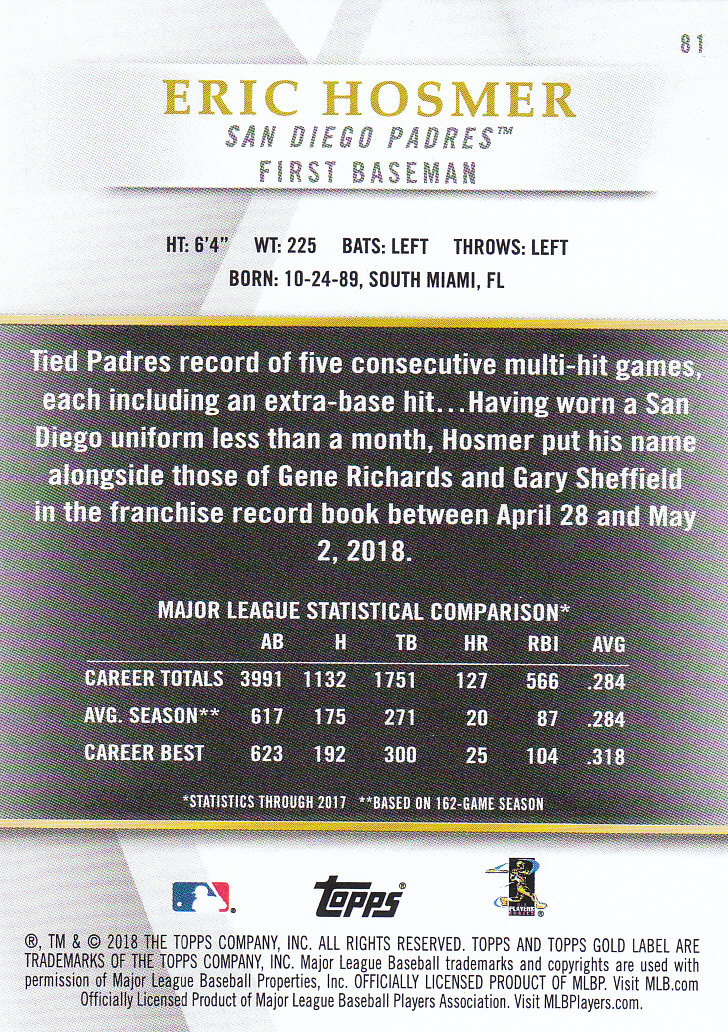 81
ERIC HOSMER
SAN DIEGO PADRES™
FIRST BASEMAN
HT: 6'4" WT: 225 BATS: LEFT THROWS: LEFT
BORN: 10-24-89, SOUTH MIAMI, FL
Tied Padres record of five consecutive multi-hit games,
each including an extra-base hit...Having worn a San
Diego uniform less than a month, Hosmer put his name
alongside those of Gene Richards and Gary Sheffield
in the franchise record book between April 28 and May
2, 2018.
MAJOR LEAGUE STATISTICAL COMPARISON*
AB H TB HR RBI AVG
CAREER TOTALS 3991 1132 1751 127 566 .284
AVG. SEASON** 617 175 271 20 87 .284
CAREER BEST 623 192 300 25 104 .318
*STATISTICS THROUGH 2017 **BASED ON 162-GAME SEASON
topps®
PLAYERS
CHOICE ®
®, TM & © 2018 THE TOPPS COMPANY, INC. ALL RIGHTS RESERVED. TOPPS AND TOPPS GOLD LABEL ARE
TRADEMARKS OF THE TOPPS COMPANY, INC. Major League Baseball trademarks and copyrights are used with
permission of Major League Baseball Properties, Inc. OFFICIALLY LICENSED PRODUCT OF MLBP. Visit MLB.com
Officially Licensed Product of Major League Baseball Players Association. Visit MLBPlayers.com.